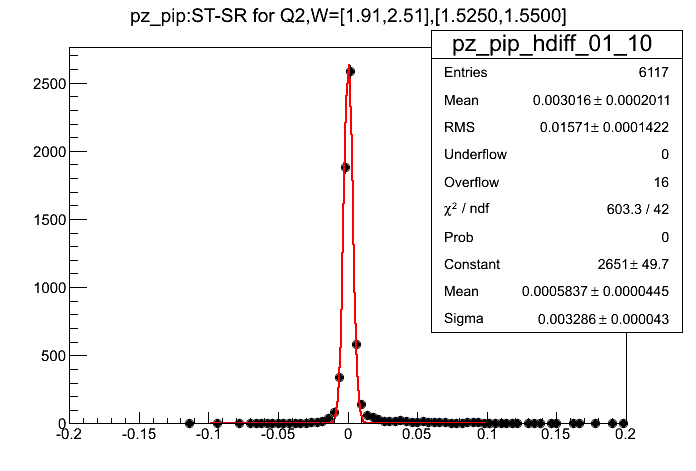 pz_pip:ST-SR for Q2,W=[1.91,2.51],[1.5250,1.5500]
pz_pip_hdiff_01_10
Entries 6117
Mean 0.003016 ± 0.0002011
RMS 0.01571 ± 0.0001422
Underflow 0
Overflow 16
χ² / ndf 603.3 / 42
Prob 0
Constant 2651 ± 49.7
Mean 0.0005837 ± 0.0000445
Sigma 0.003286 ± 0.000043
2500
2000
1500
1000
500
0
-0.2 -0.15 -0.1 -0.05 0 0.05 0.1 0.15 0.2